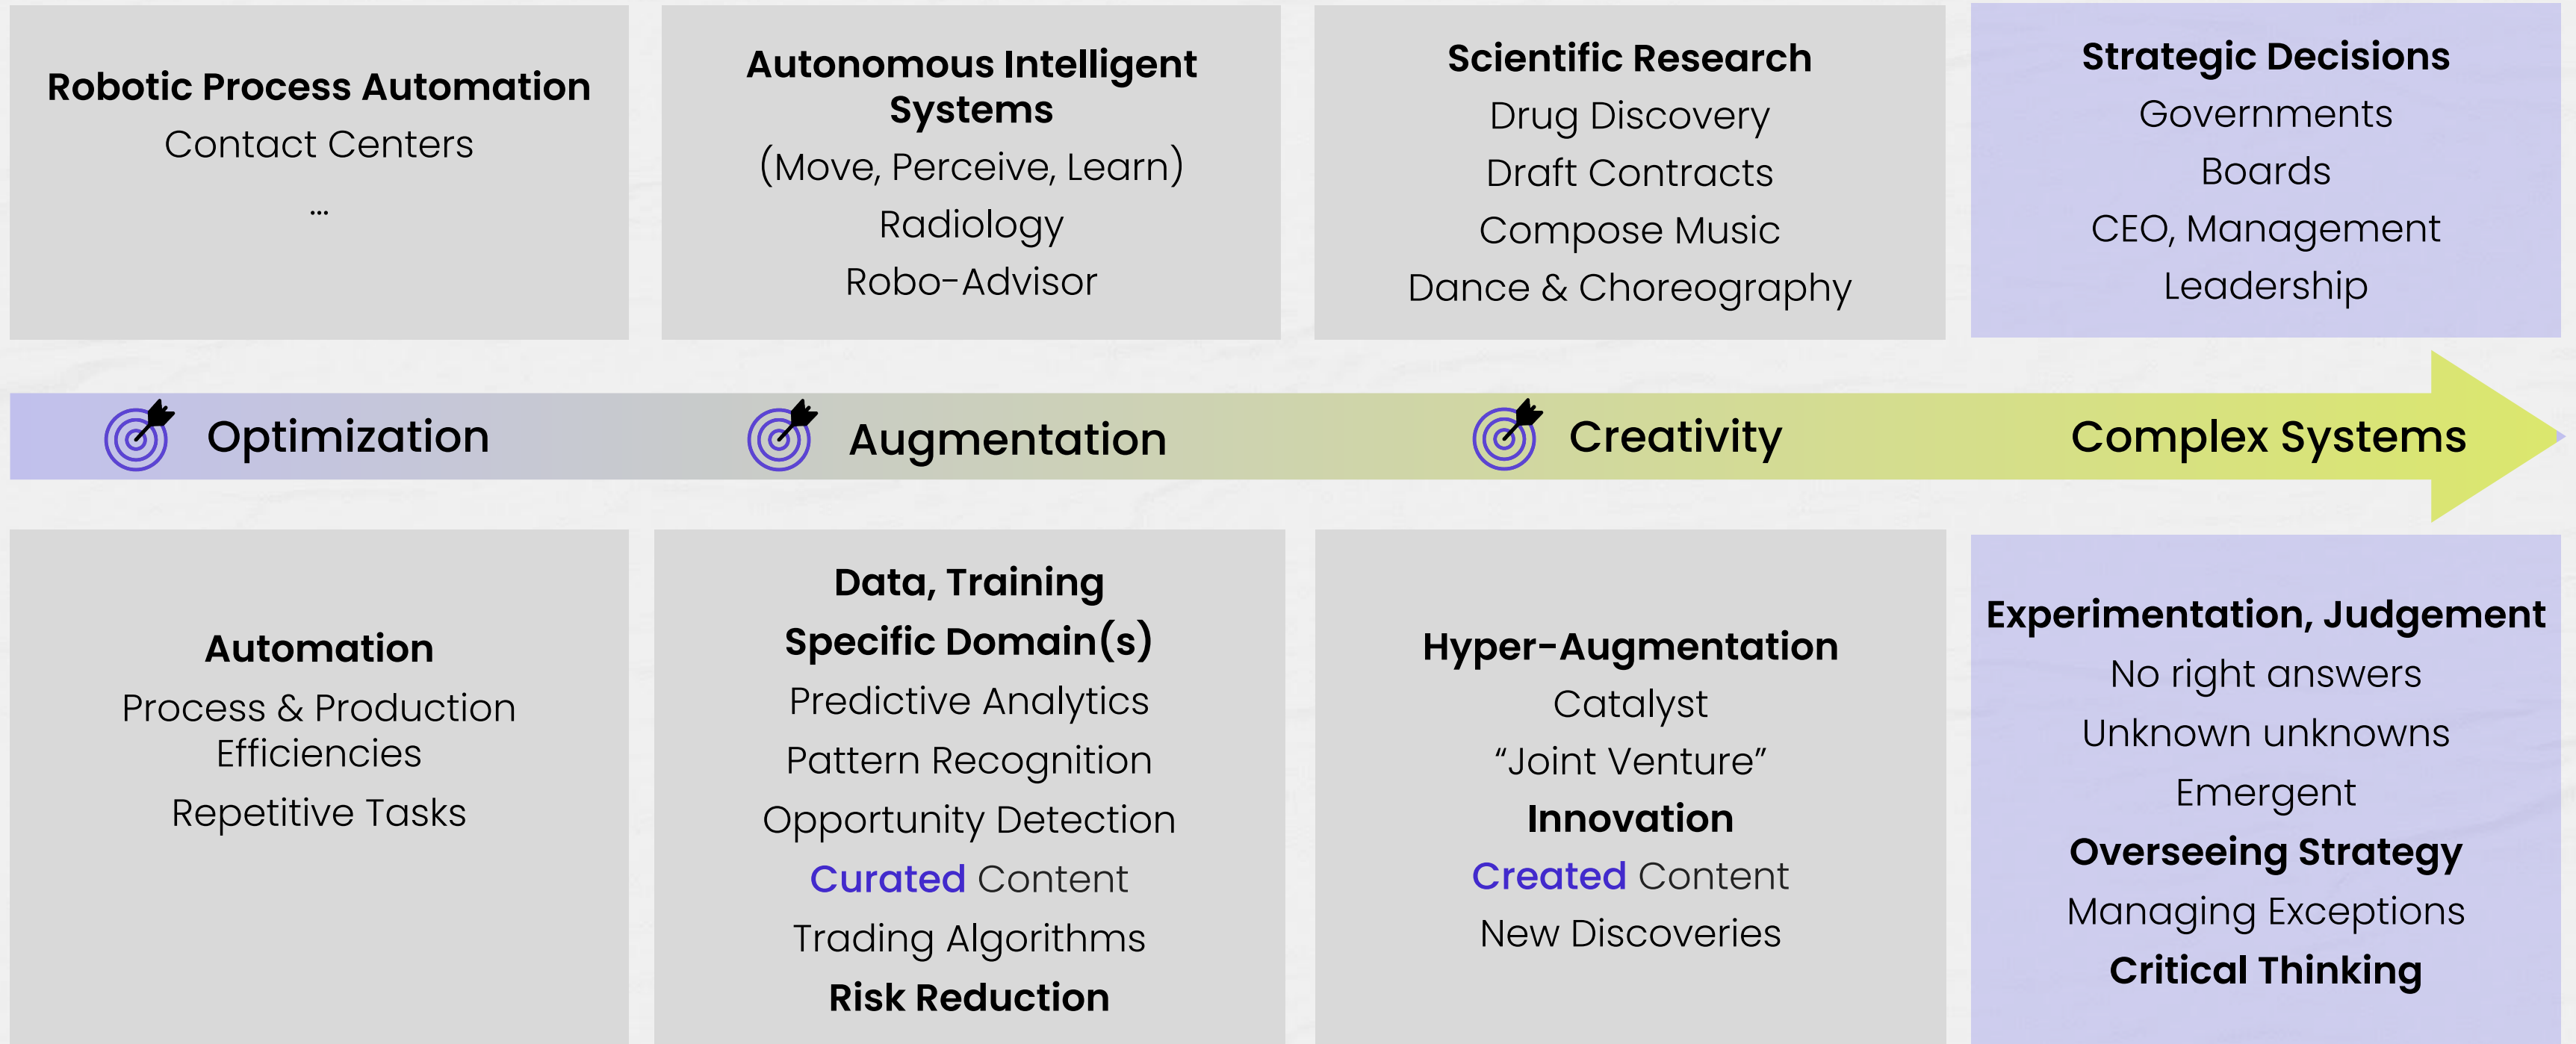 Robotic Process Automation
Contact Centers
...
Autonomous Intelligent
Systems
(Move, Perceive, Learn)
Radiology
Robo-Advisor
Scientific Research
Drug Discovery
Draft Contracts
Compose Music
Dance & Choreography
Strategic Decisions
Governments
Boards
CEO, Management
Leadership
Optimization
Augmentation
Creativity
Complex Systems
Automation
Process & Production
Efficiencies
Repetitive Tasks
Data, Training
Specific Domain(s)
Predictive Analytics
Pattern Recognition
Opportunity Detection
Curated Content
Trading Algorithms
Risk Reduction
Hyper-Augmentation
Catalyst
“Joint Venture”
Innovation
Created Content
New Discoveries
Experimentation, Judgement
No right answers
Unknown unknowns
Emergent
Overseeing Strategy
Managing Exceptions
Critical Thinking